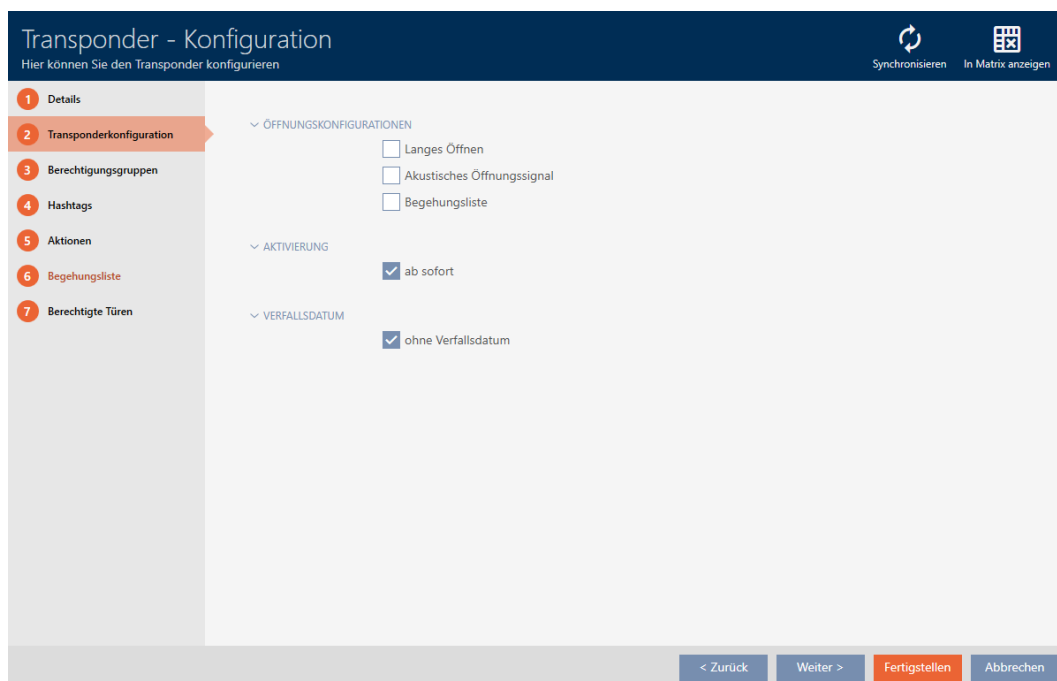 Transponder - Konfiguration
Hier können Sie den Transponder konfigurieren
Synchronisieren
In Matrix anzeigen
1 Details
2 Transponderkonfiguration
3 Berechtigungsgruppen
4 Hashtags
5 Aktionen
6 Begehungsliste
7 Berechtigte Türen
ÖFFNUNGSKONFIGURATIONEN
Langes Öffnen
Akustisches Öffnungssignal
Begehungsliste
AKTIVIERUNG
ab sofort
VERFALLSDATUM
ohne Verfallsdatum
< Zurück
Weiter >
Fertigstellen
Abbrechen